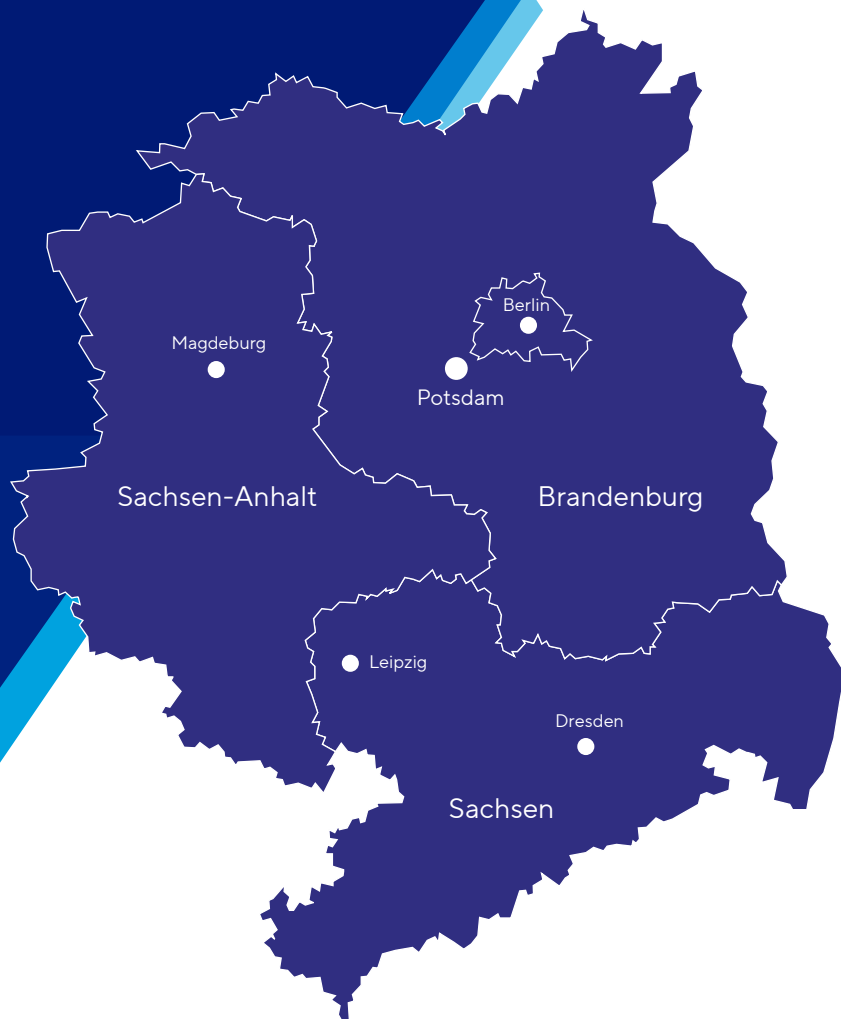 Berlin
Magdeburg
Potsdam
Sachsen-Anhalt
Brandenburg
Leipzig
Dresden
Sachsen